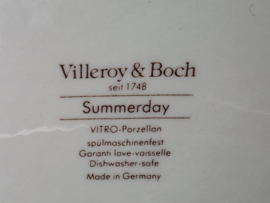 Villeroy & Boch
seit 1748
Summerday
VITRO-Porzellan
spülmaschinenfest
Garanti lave-vaisselle
Dishwasher-safe
Made in Germany